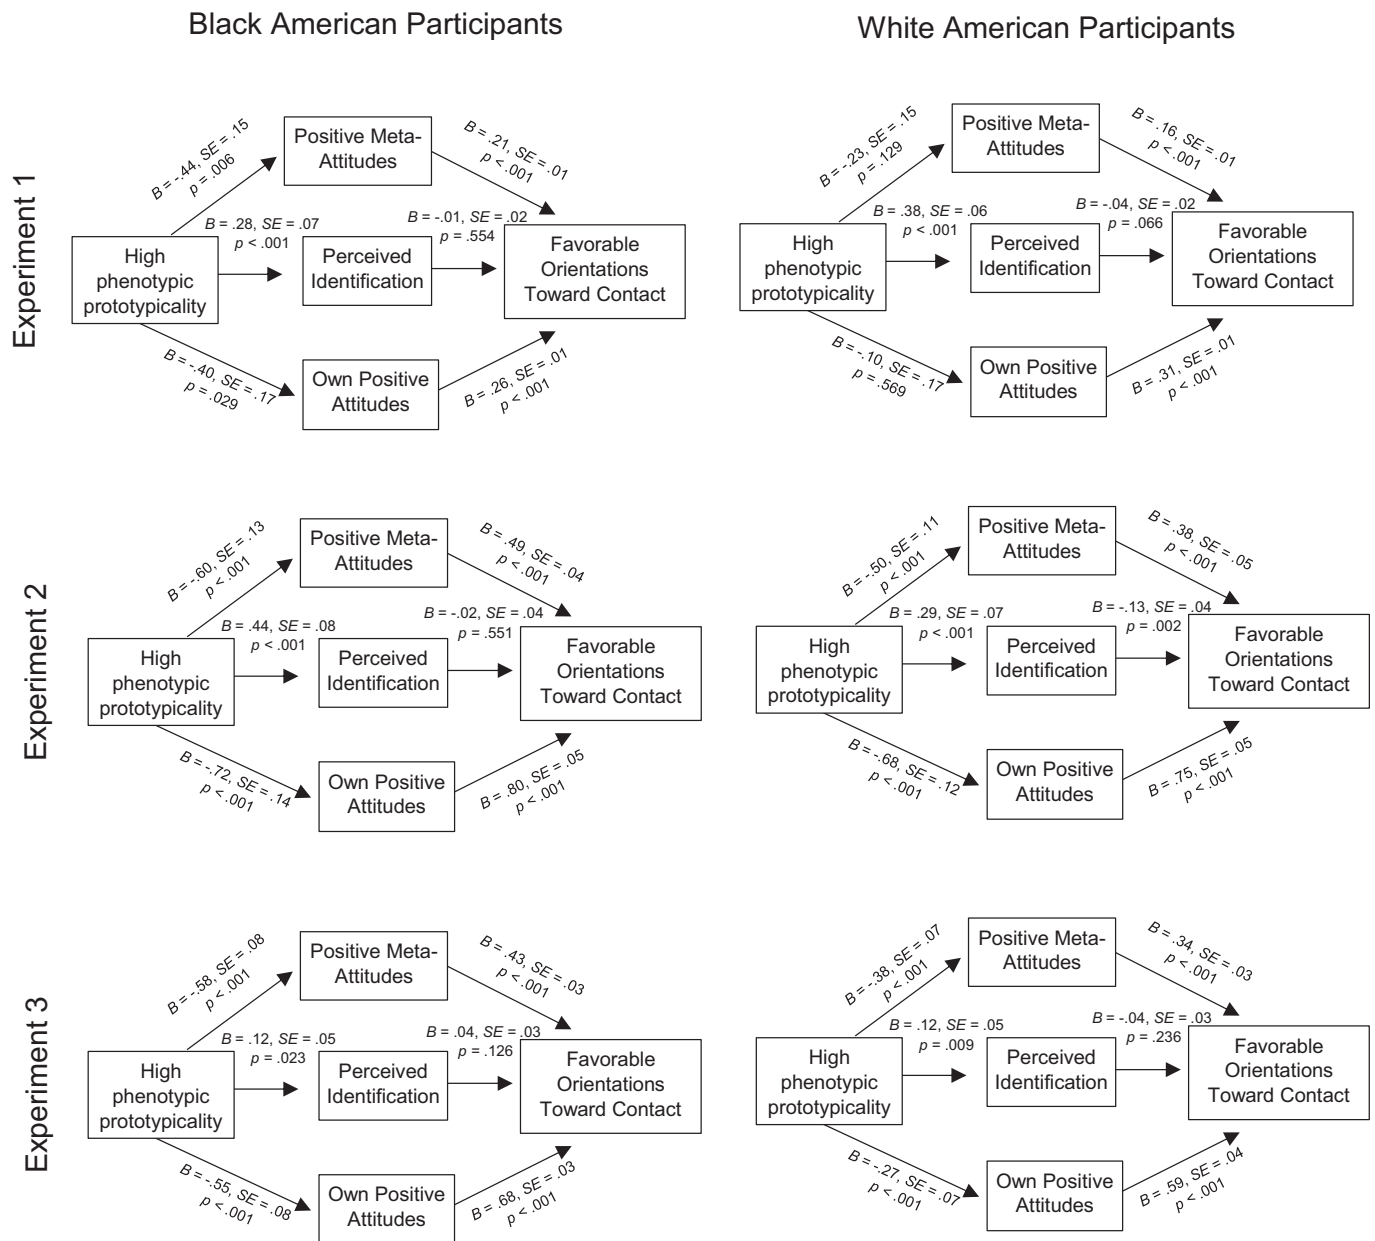 Black American Participants
White American Participants
Experiment 1
B = -.44, SE = .15
p = .006
Positive Meta-
Attitudes
B = .21, SE = .01
p < .001
B = .28, SE = .07
p < .001
B = -.01, SE = .02
p = .554
High
phenotypic
prototypicality
Perceived
Identification
Favorable
Orientations
Toward Contact
B = -.40, SE = .17
p = .029
Own Positive
Attitudes
B = .26, SE = .01
p < .001
B = -.23, SE = .15
p = .129
Positive Meta-
Attitudes
B = .16, SE = .01
p < .001
B = .38, SE = .06
p < .001
B = -.04, SE = .02
p = .066
High
phenotypic
prototypicality
Perceived
Identification
Favorable
Orientations
Toward Contact
B = -.10, SE = .17
p = .569
Own Positive
Attitudes
B = .31, SE = .01
p < .001
Experiment 2
B = -.60, SE = .13
p < .001
Positive Meta-
Attitudes
B = .49, SE = .04
p < .001
B = .44, SE = .08
p < .001
B = -.02, SE = .04
p = .551
High
phenotypic
prototypicality
Perceived
Identification
Favorable
Orientations
Toward Contact
B = -.72, SE = .14
p < .001
Own Positive
Attitudes
B = .80, SE = .05
p < .001
B = -.50, SE = .11
p < .001
Positive Meta-
Attitudes
B = .38, SE = .05
p < .001
B = .29, SE = .07
p < .001
B = -.13, SE = .04
p = .002
High
phenotypic
prototypicality
Perceived
Identification
Favorable
Orientations
Toward Contact
B = -.68, SE = .12
p < .001
Own Positive
Attitudes
B = .75, SE = .05
p < .001
Experiment 3
B = -.58, SE = .08
p < .001
Positive Meta-
Attitudes
B = .43, SE = .03
p < .001
B = .12, SE = .05
p = .023
B = .04, SE = .03
p = .126
High
phenotypic
prototypicality
Perceived
Identification
Favorable
Orientations
Toward Contact
B = -.55, SE = .08
p < .001
Own Positive
Attitudes
B = .68, SE = .03
p < .001
B = -.38, SE = .07
p < .001
Positive Meta-
Attitudes
B = .34, SE = .03
p < .001
B = .12, SE = .05
p = .009
B = -.04, SE = .03
p = .236
High
phenotypic
prototypicality
Perceived
Identification
Favorable
Orientations
Toward Contact
B = -.27, SE = .07
p < .001
Own Positive
Attitudes
B = .59, SE = .04
p < .001